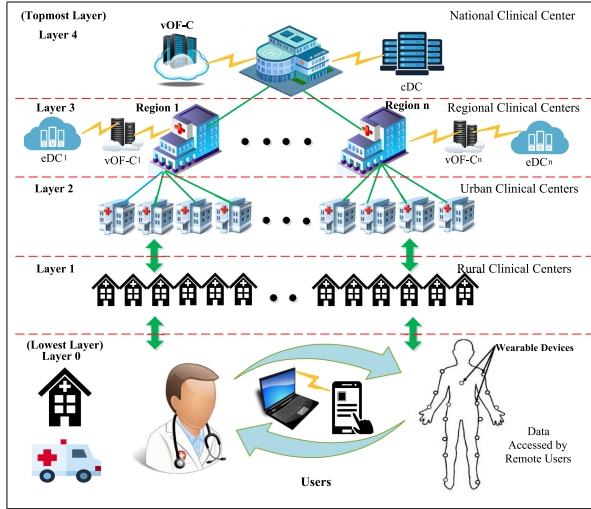 (Topmost Layer)
vOF-C
National Clinical Center
Layer 4
cDC
Layer 3
Region 1
Region n
Regional Clinical Centers
eDC1
vOF-C1
vOF-Cn
eDCn
Layer 2
Urban Clinical Centers
Layer 1
Rural Clinical Centers
(Lowest Layer)
Layer 0
Wearable Devices
Data
Accessed by
Remote Users
Users